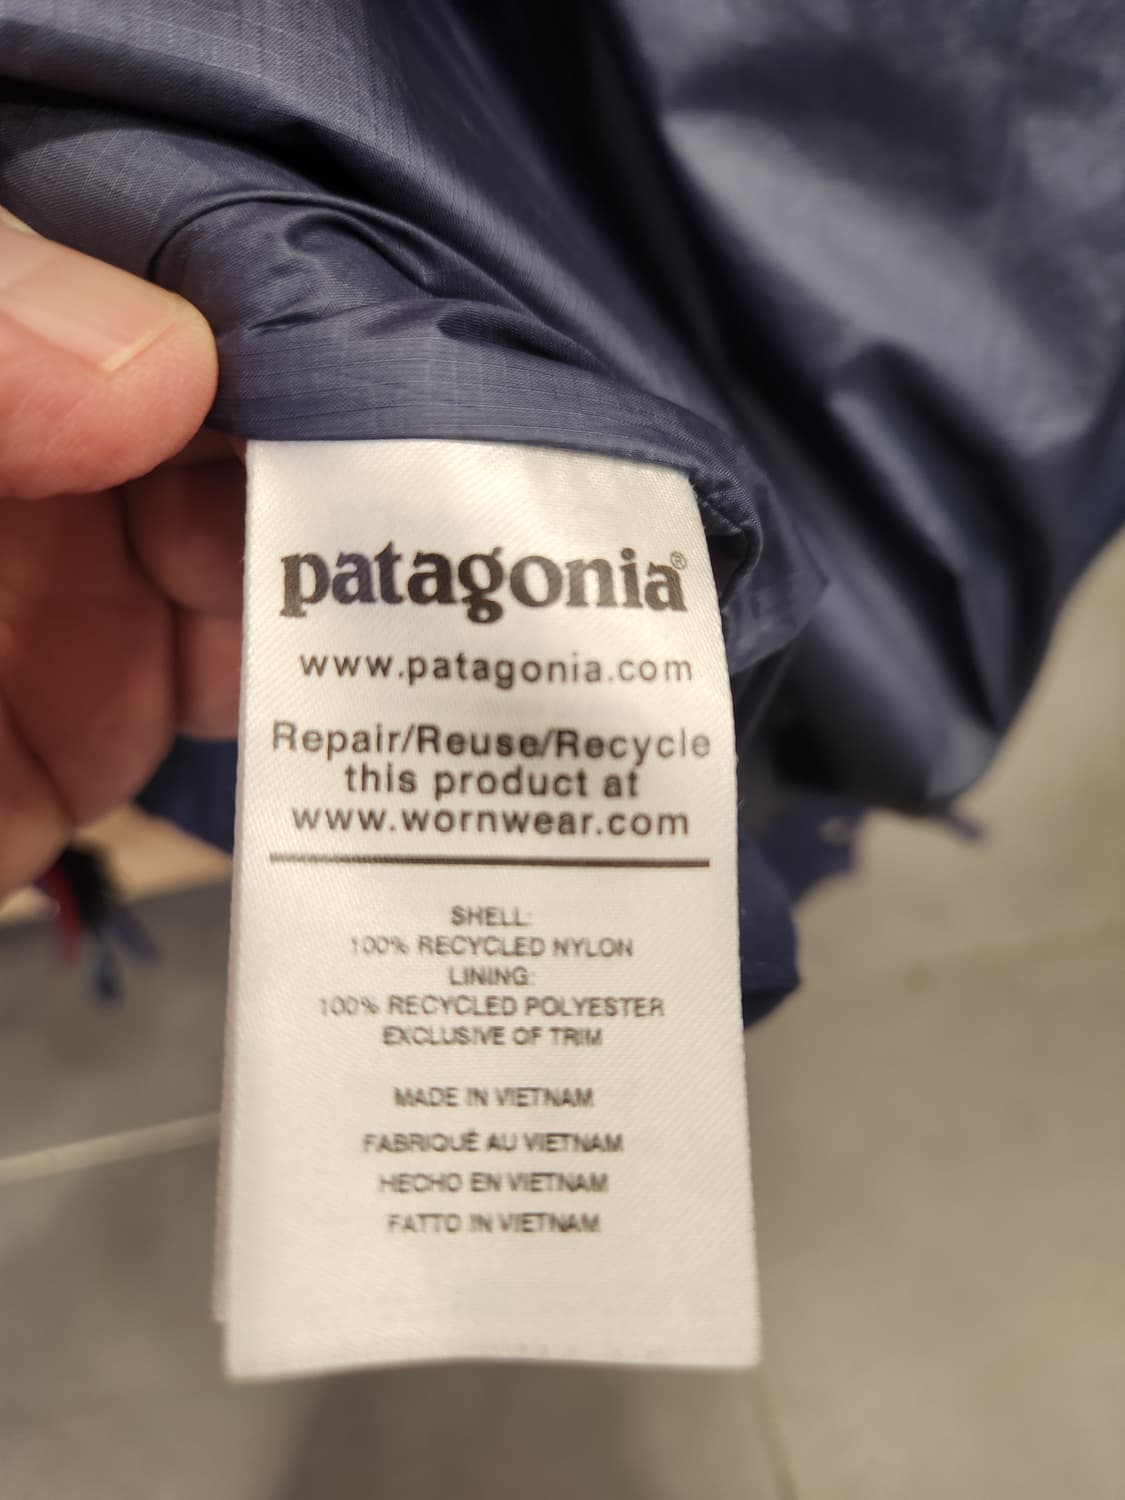 patagonia®
www.patagonia.com
Repair/Reuse/Recycle
this product at
www.wornwear.com
SHELL:
100% RECYCLED NYLON
LINING:
100% RECYCLED POLYESTER
EXCLUSIVE OF TRIM
MADE IN VIETNAM
FABRIQUÉ AU VIETNAM
HECHO EN VIETNAM
FATTO IN VIETNAM